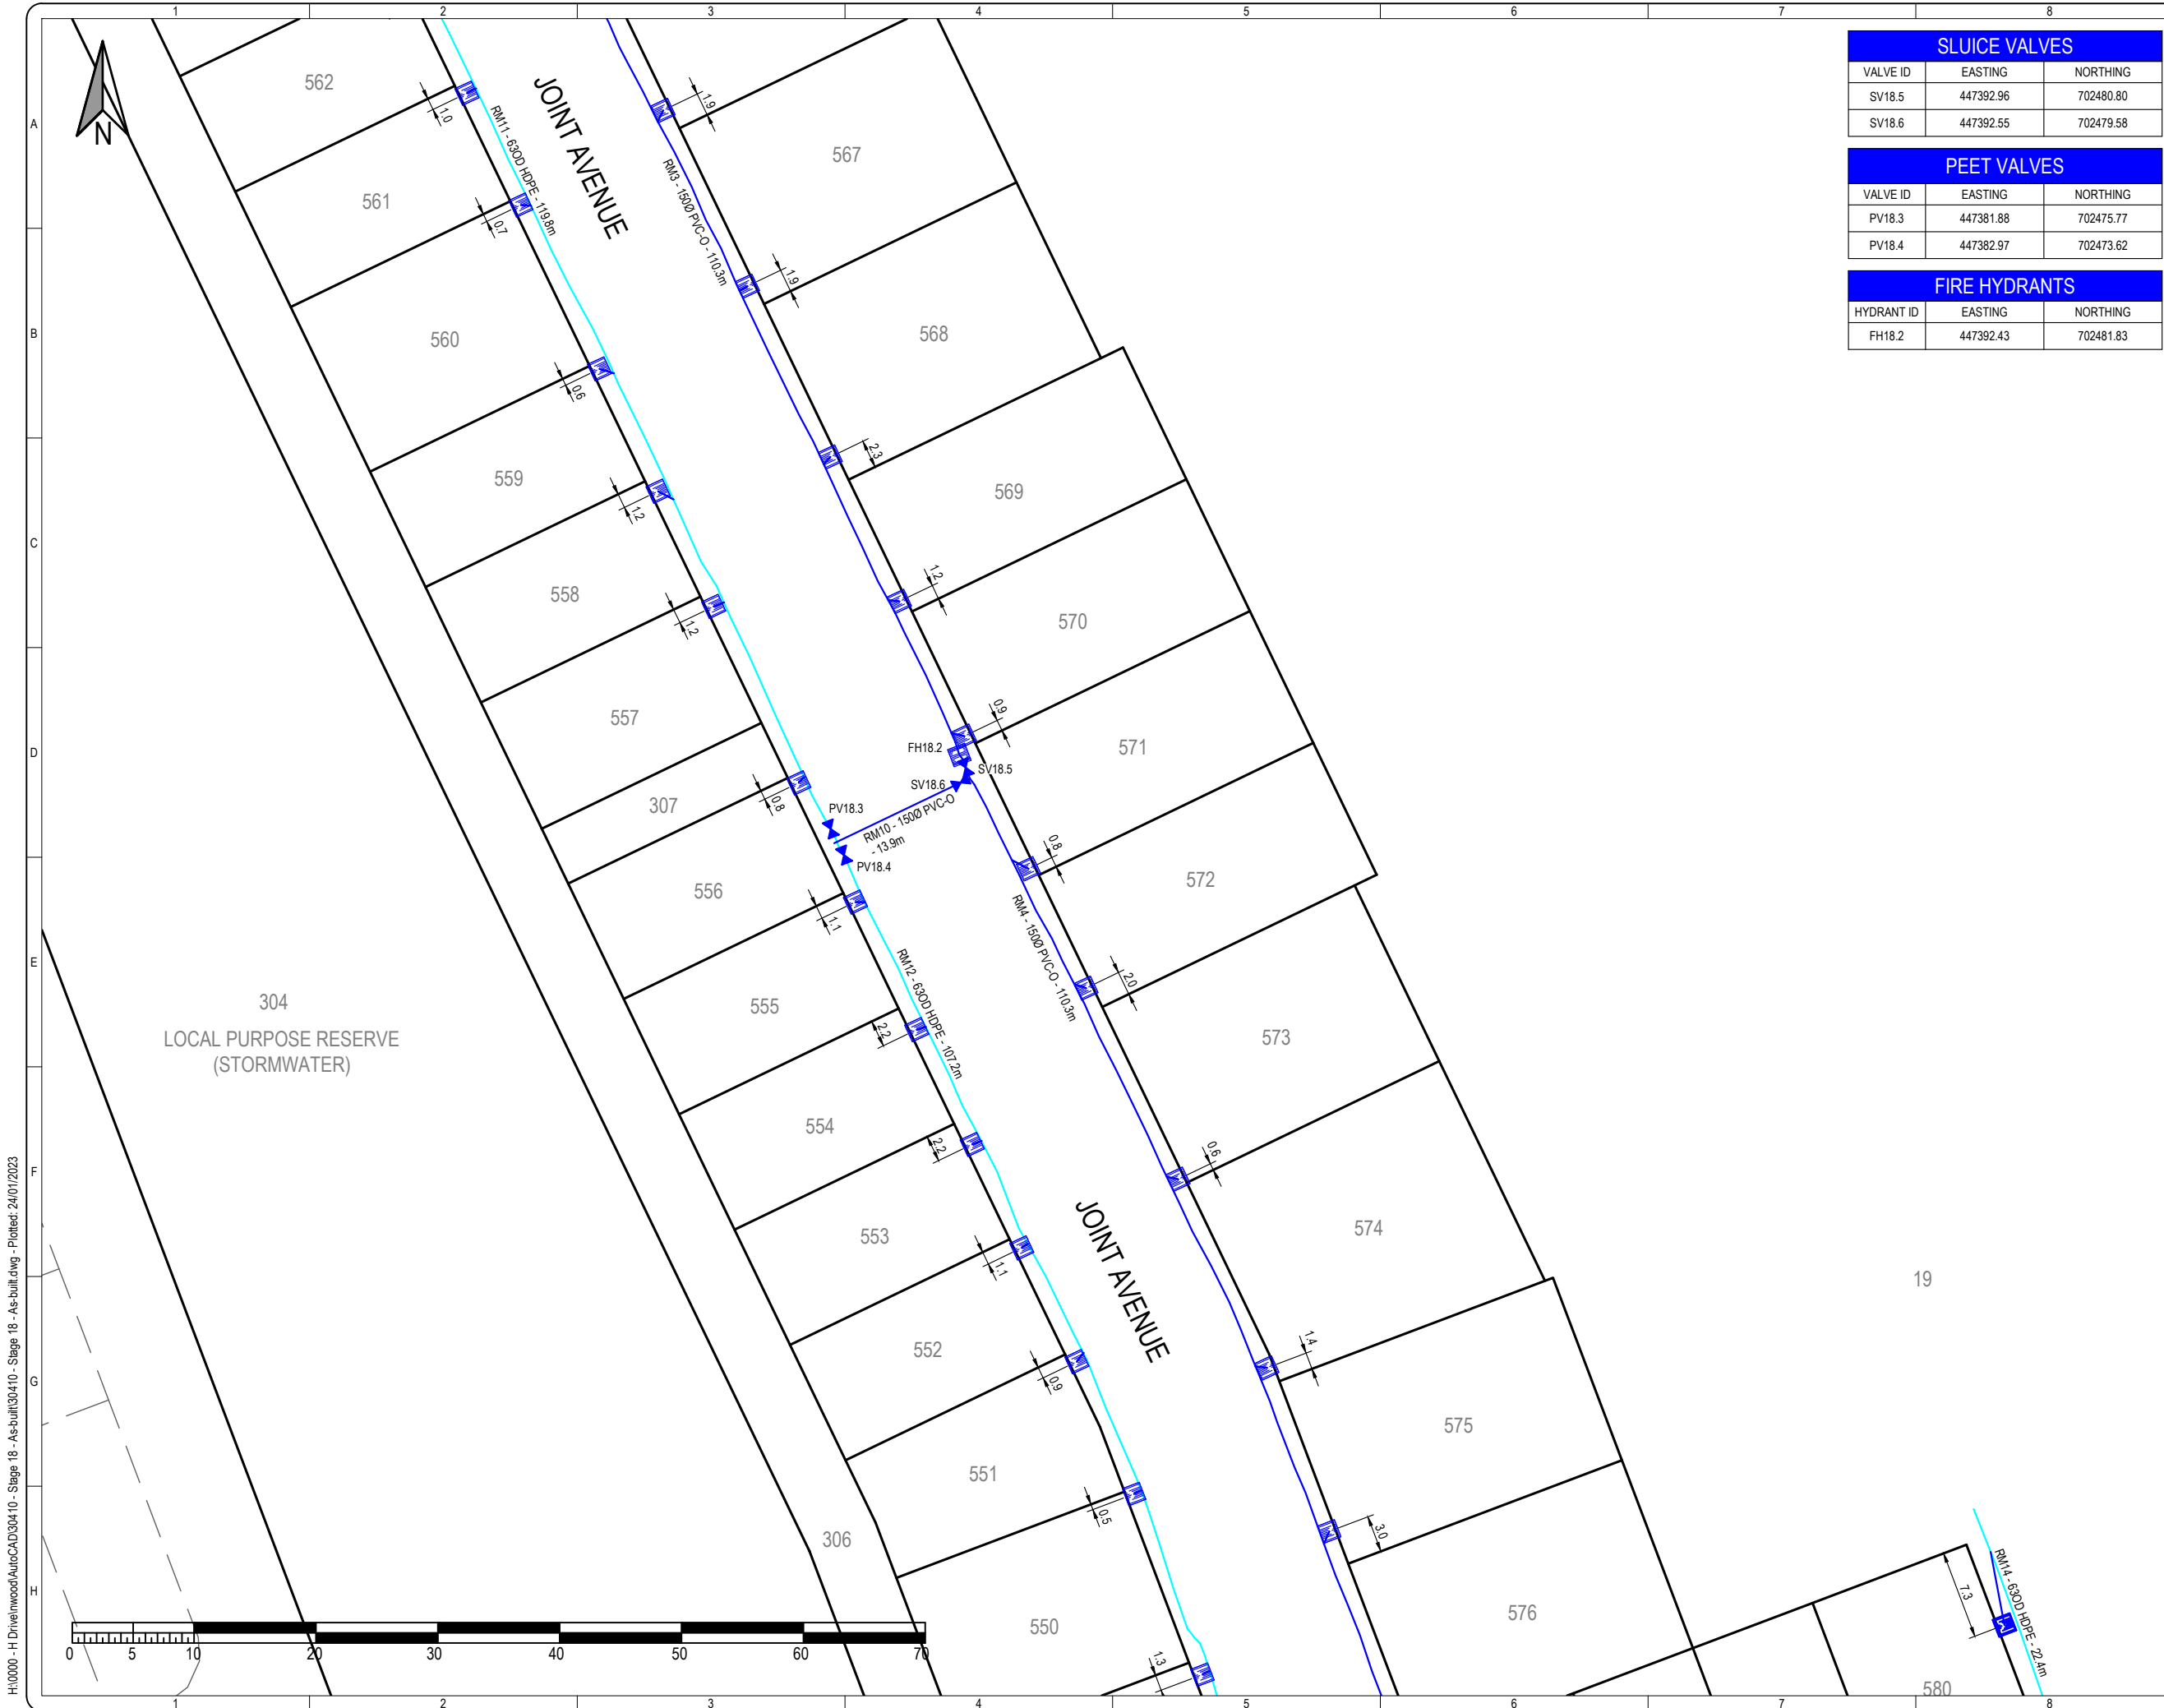 1 2 3 4 5 6 7 8
A
B
C
D
E
F
G
H
N
SLUICE VALVES
VALVE ID EASTING NORTHING
SV18.5 447392.96 702480.80
SV18.6 447392.55 702479.58
PEET VALVES
VALVE ID EASTING NORTHING
PV18.3 447381.88 702475.77
PV18.4 447382.97 702473.62
FIRE HYDRANTS
HYDRANT ID EASTING NORTHING
FH18.2 447392.43 702481.83
JOINT AVENUE
RM11 - 63OD HDPE - 119.8m
RM3 - 150Ø PVC-O - 110.3m
562
561
560
559
558
557
307
556
555
554
553
552
551
550
306
567
568
569
570
571
572
573
574
575
576
580
19
1.0
0.7
0.6
1.2
1.2
0.8
1.1
2.2
2.2
1.1
0.9
0.5
1.3
1.9
1.9
2.3
1.2
0.9
0.8
2.0
0.6
1.4
3.0
7.3
FH18.2
SV18.5
SV18.6
PV18.3
PV18.4
RM10 - 150Ø PVC-O
- 13.9m
RM4 - 150Ø PVC-O - 110.3m
RM12 - 63OD HDPE - 107.2m
JOINT AVENUE
RM14 - 63OD HDPE - 22.4m
304
LOCAL PURPOSE RESERVE
(STORMWATER)
0 5 10 20 30 40 50 60 70
H:\0000 - H Drive\nwood\AutoCAD\30410 - Stage 18 - As-built\30410 - Stage 18 - As-built.dwg - Plotted: 24/01/2023
1 2 3 4 5 6 7 8